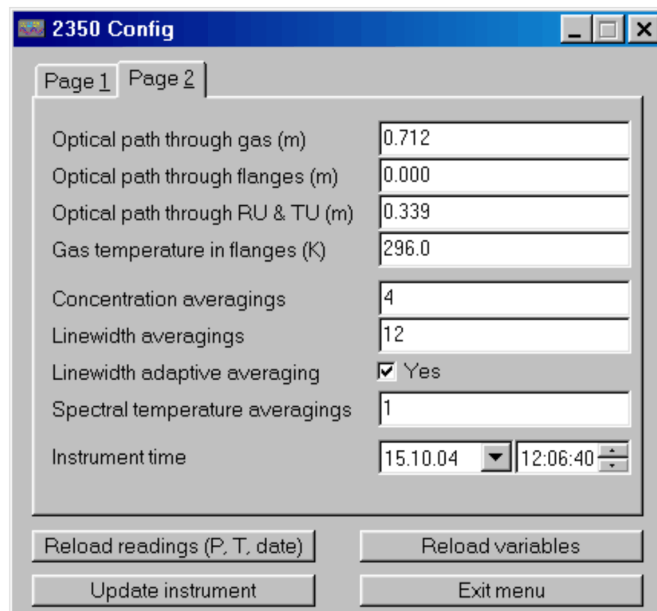 2350 Config
Page 1 Page 2
Optical path through gas (m) 0.712
Optical path through flanges (m) 0.000
Optical path through RU & TU (m) 0.339
Gas temperature in flanges (K) 296.0
Concentration averagings 4
Linewidth averagings 12
Linewidth adaptive averaging Yes
Spectral temperature averagings 1
Instrument time 15.10.04 12:06:40
Reload readings (P, T, date) Reload variables
Update instrument Exit menu